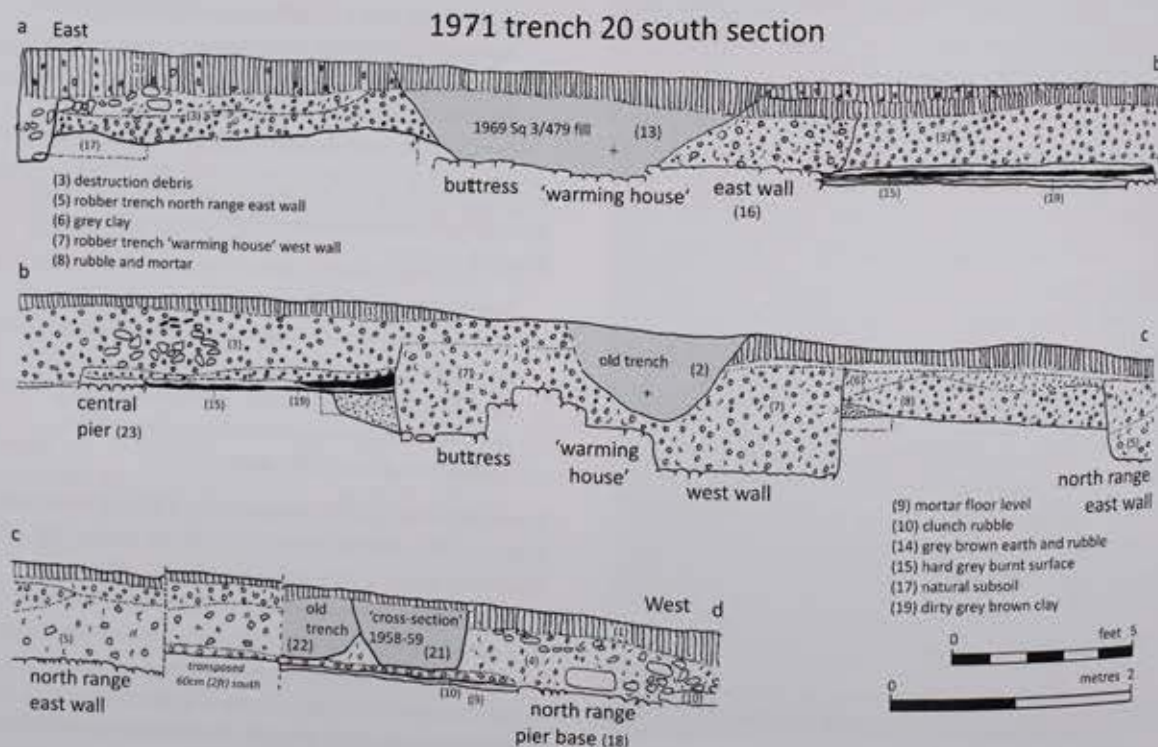 1971 trench 20 south section
a East
b
(3)
1969 Sq 3/479 fill (13)
(3)
(17)
buttress 'warming house' east wall
(16)
(15)
(19)
(3) destruction debris
(5) robber trench north range east wall
(6) grey clay
(7) robber trench 'warming house' west wall
(8) rubble and mortar
b
c
(3)
(7)
old trench (2)
(7)
(6)
(8)
(5)
central
pier (23)
(15)
(19)
buttress
'warming
house'
west wall
north range
east wall
(9) mortar floor level
(10) clunch rubble
(14) grey brown earth and rubble
(15) hard grey burnt surface
(17) natural subsoil
(19) dirty grey brown clay
c
West d
(5)
old
trench
(22)
'cross-section'
1958-59
(21)
(10)
north range
east wall
transposed
60cm (2ft) south
(10) (9)
north range
pier base (18)
0 feet 5
0 metres 2